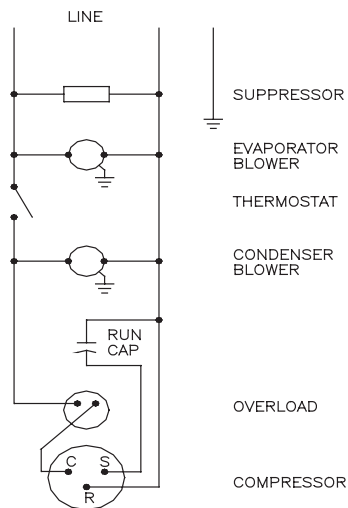 LINE
SUPPRESSOR
EVAPORATOR
BLOWER
THERMOSTAT
CONDENSER
BLOWER
RUN
CAP
OVERLOAD
C S
R
COMPRESSOR